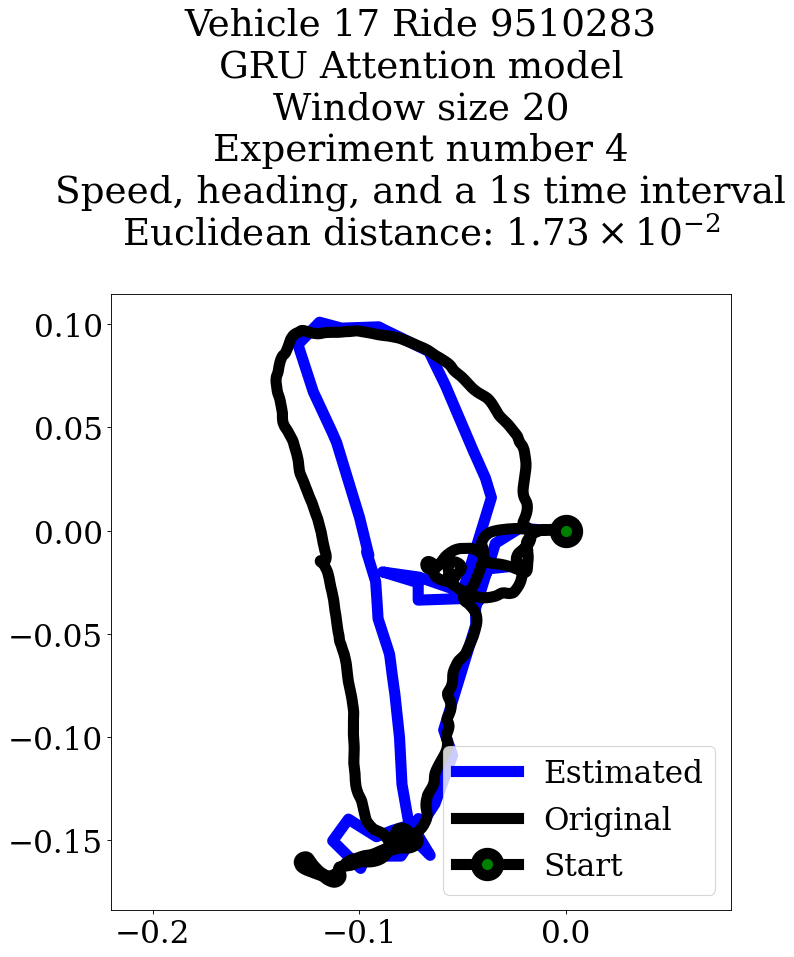 Vehicle 17 Ride 9510283
GRU Attention model
Window size 20
Experiment number 4
Speed, heading, and a 1s time interval
Euclidean distance: 1.73 × 10⁻²
0.10
0.05
0.00
−0.05
−0.10
−0.15
Estimated
Original
Start
−0.2
−0.1
0.0